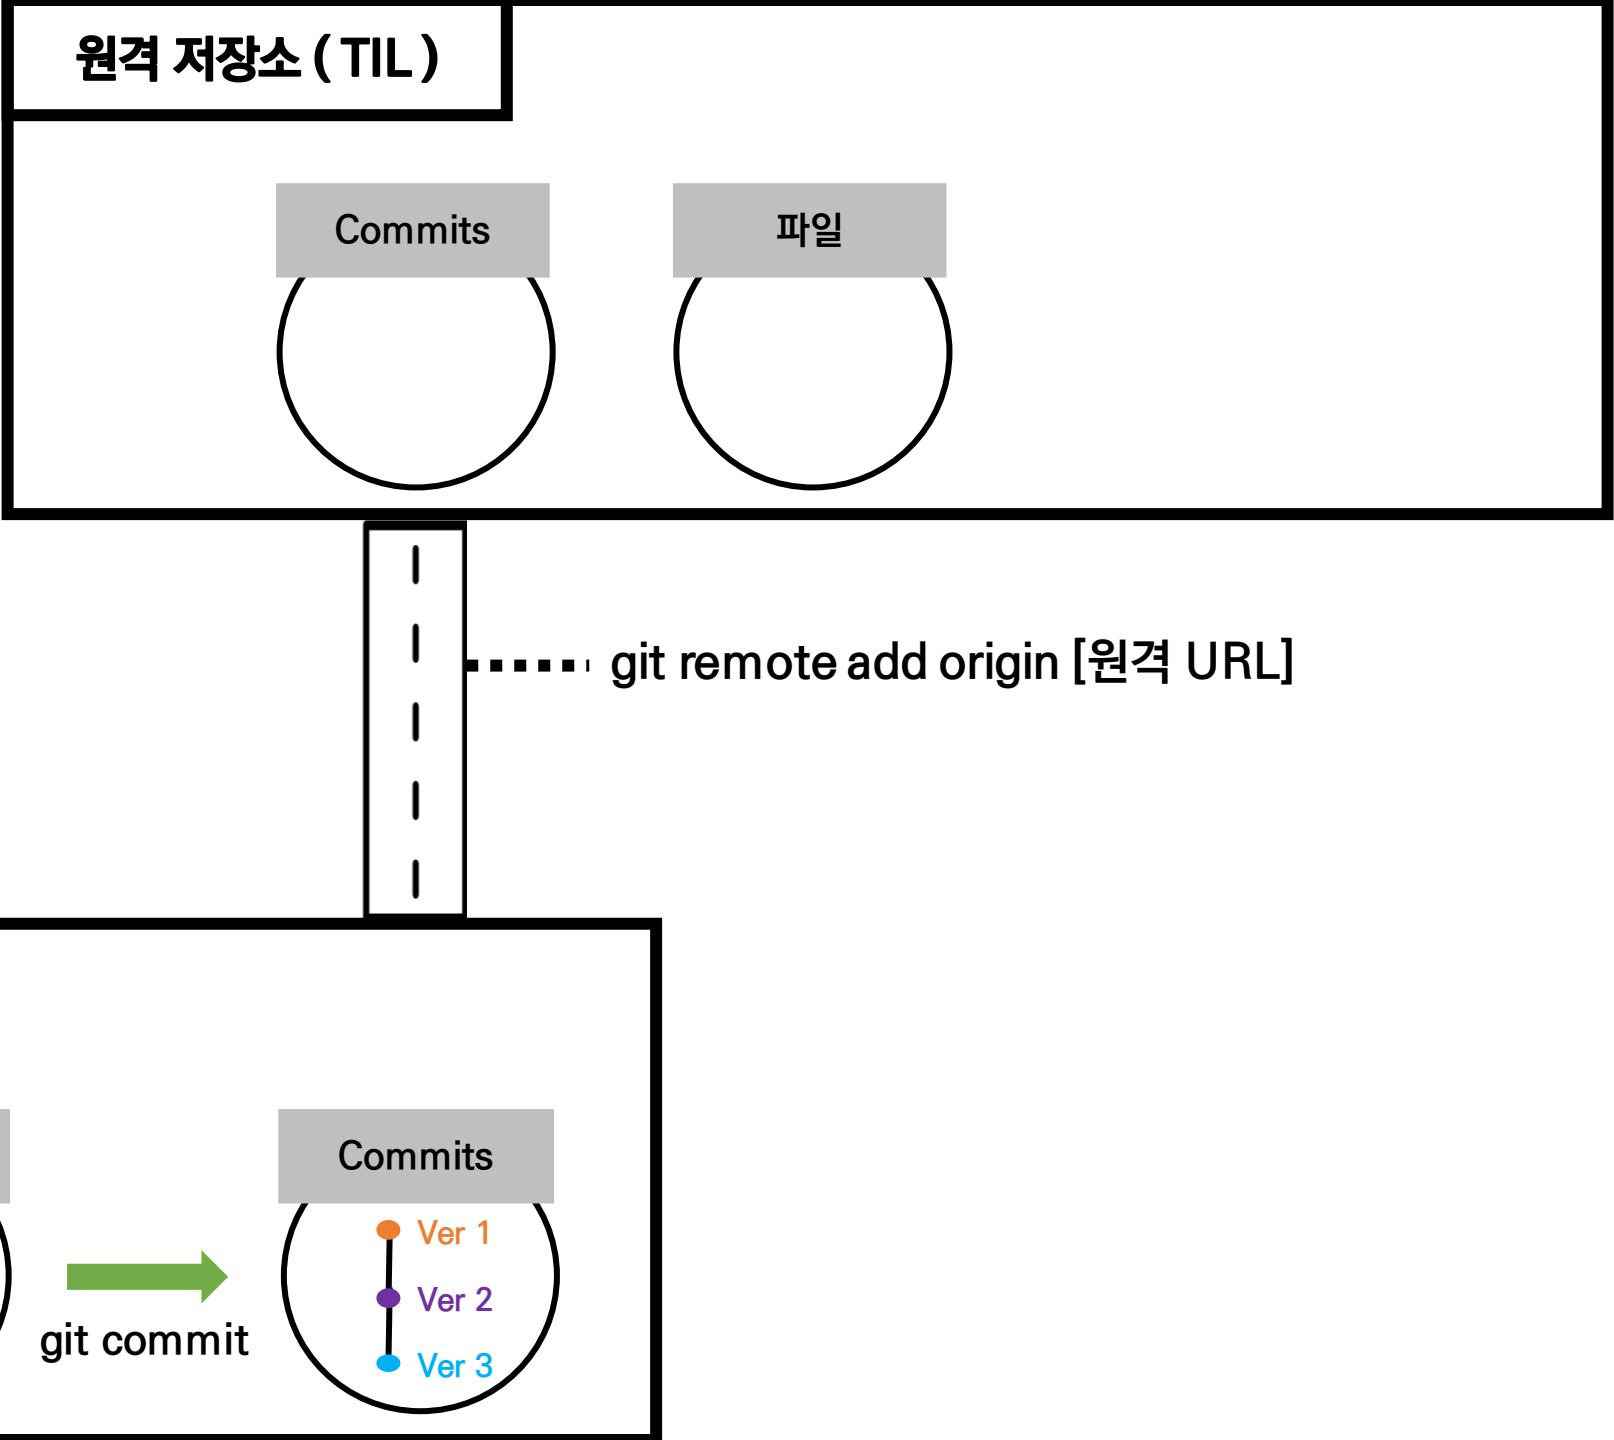 원격 저장소 ( TIL )
Commits
파일
git remote add origin [원격 URL]
Commits
Ver 1
Ver 2
Ver 3
git commit